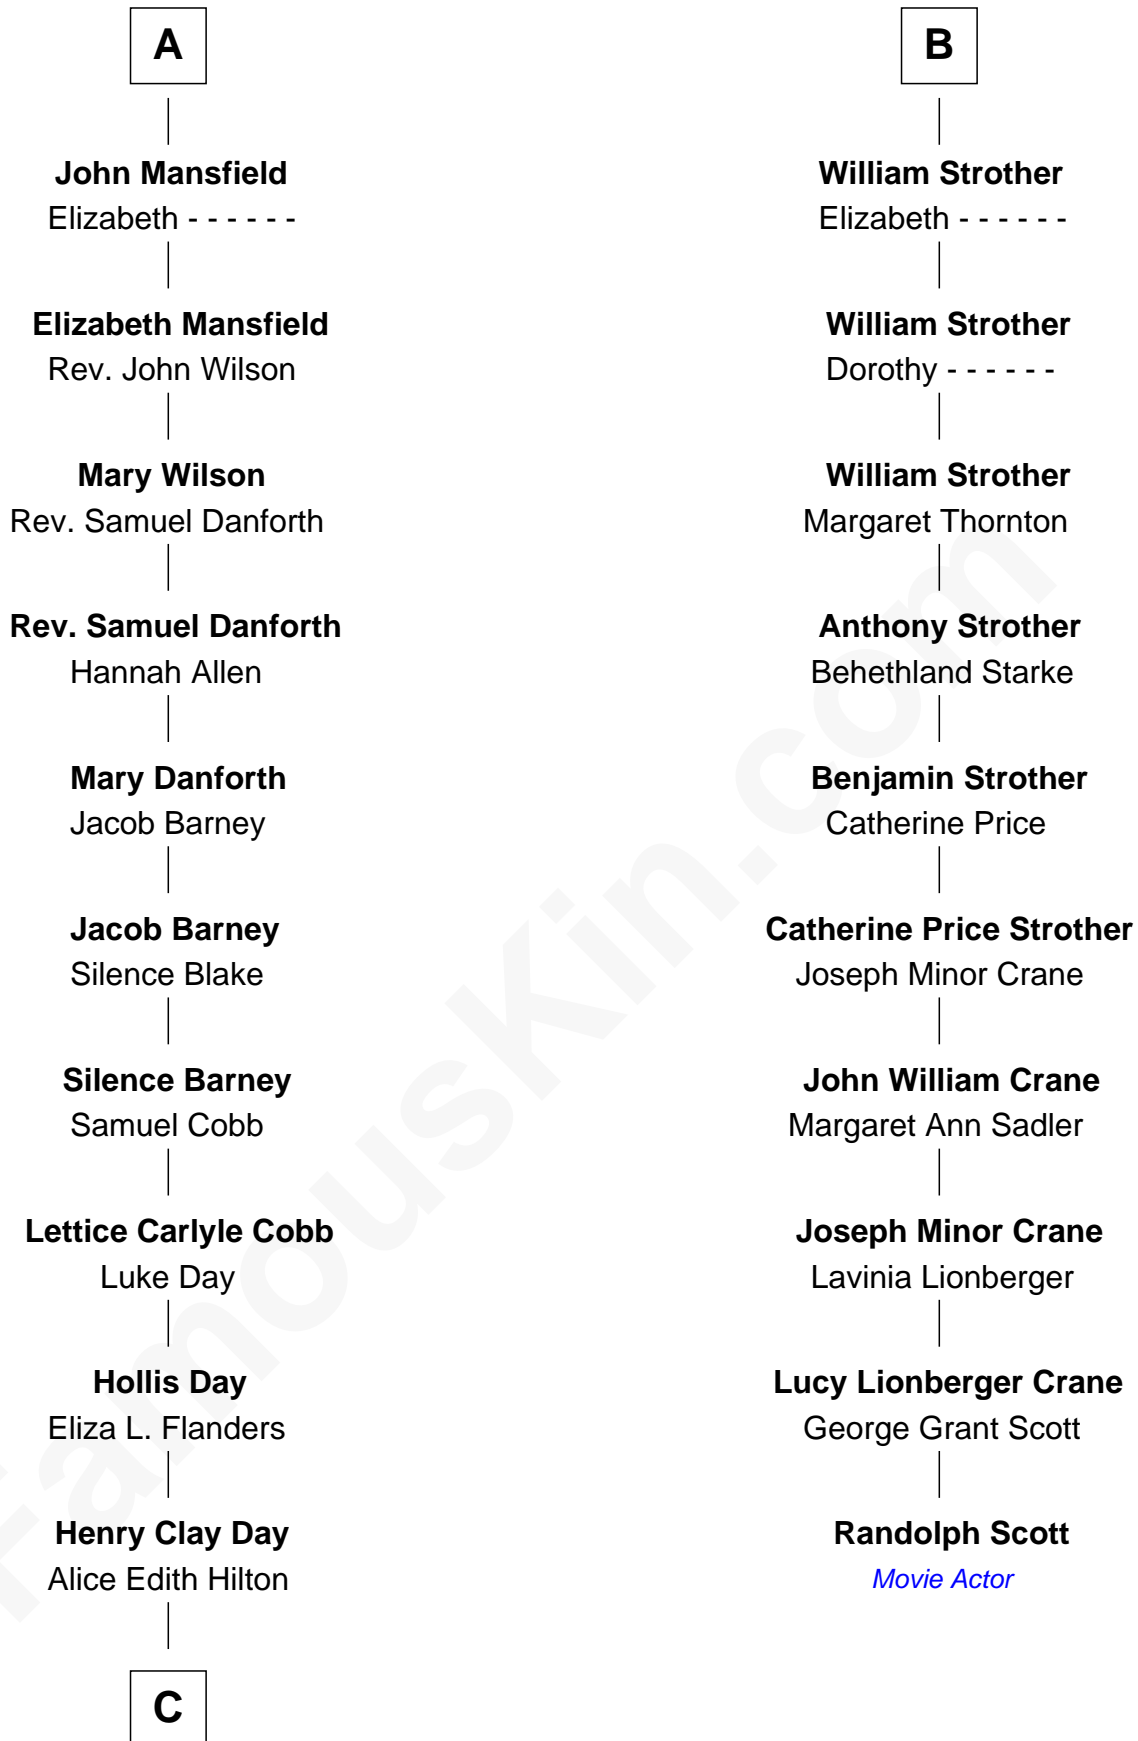 A
John Mansfield
Elizabeth - - - - - -
Elizabeth Mansfield
Rev. John Wilson
Mary Wilson
Rev. Samuel Danforth
Rev. Samuel Danforth
Hannah Allen
Mary Danforth
Jacob Barney
Jacob Barney
Silence Blake
Silence Barney
Samuel Cobb
Lettice Carlyle Cobb
Luke Day
Hollis Day
Eliza L. Flanders
Henry Clay Day
Alice Edith Hilton
C
B
William Strother
Elizabeth - - - - - -
William Strother
Dorothy - - - - - -
William Strother
Margaret Thornton
Anthony Strother
Behethland Starke
Benjamin Strother
Catherine Price
Catherine Price Strother
Joseph Minor Crane
John William Crane
Margaret Ann Sadler
Joseph Minor Crane
Lavinia Lionberger
Lucy Lionberger Crane
George Grant Scott
Randolph Scott
Movie Actor
FamousKin.com